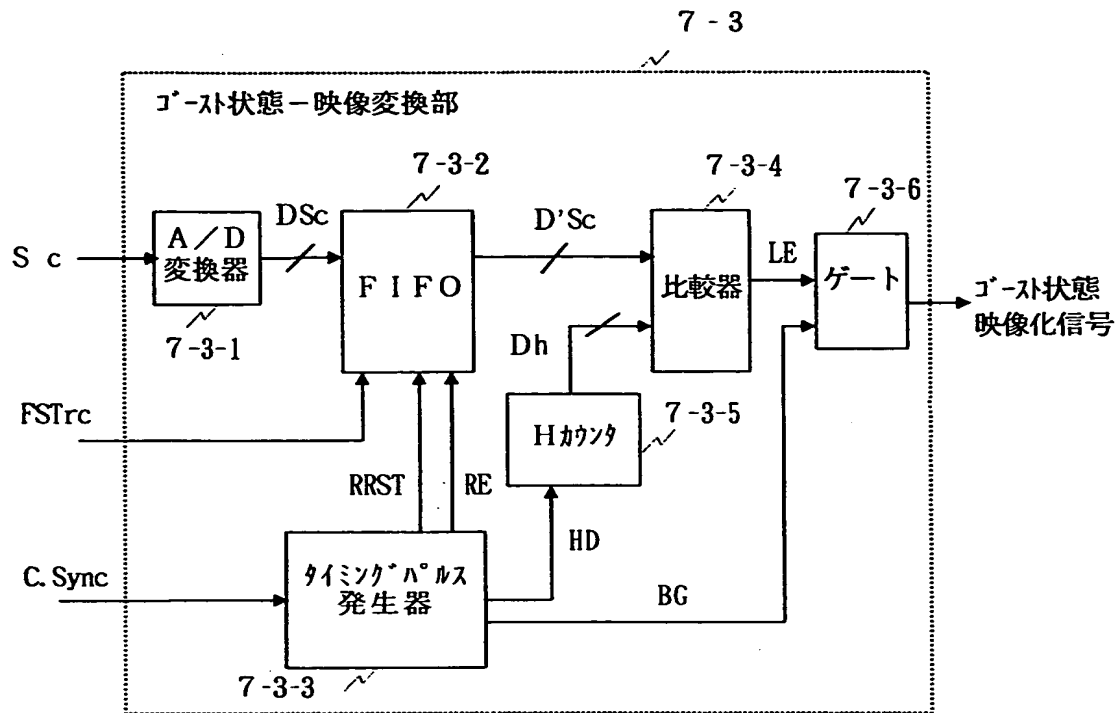 7-3
ゴースト状態ー映像変換部
7-3-2
7-3-4
7-3-6
DSc
D'Sc
LE
A/D
変換器
Sc
FIFO
比較器
ゲート
ゴースト状態
映像化信号
7-3-1
Dh
FSTrc
Hカウンタ
7-3-5
RRST
RE
HD
C.Sync
タイミングパルス
発生器
BG
7-3-3